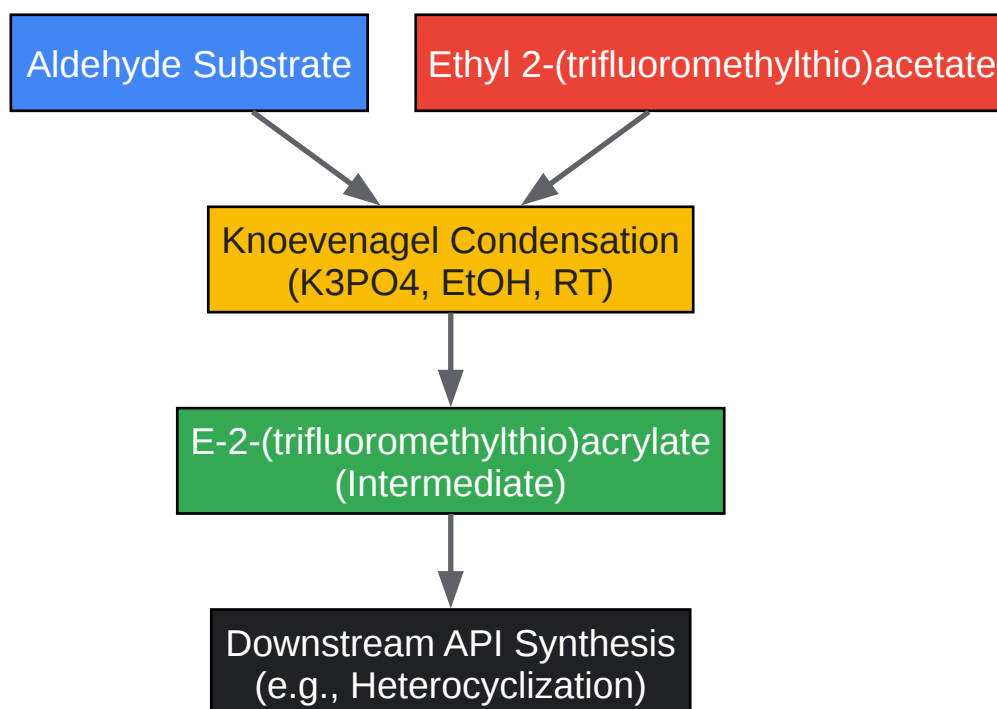 Aldehyde Substrate
Ethyl 2-(trifluoromethylthio)acetate
Knoevenagel Condensation
(K3PO4, EtOH, RT)
E-2-(trifluoromethylthio)acrylate
(Intermediate)
Downstream API Synthesis
(e.g., Heterocyclization)